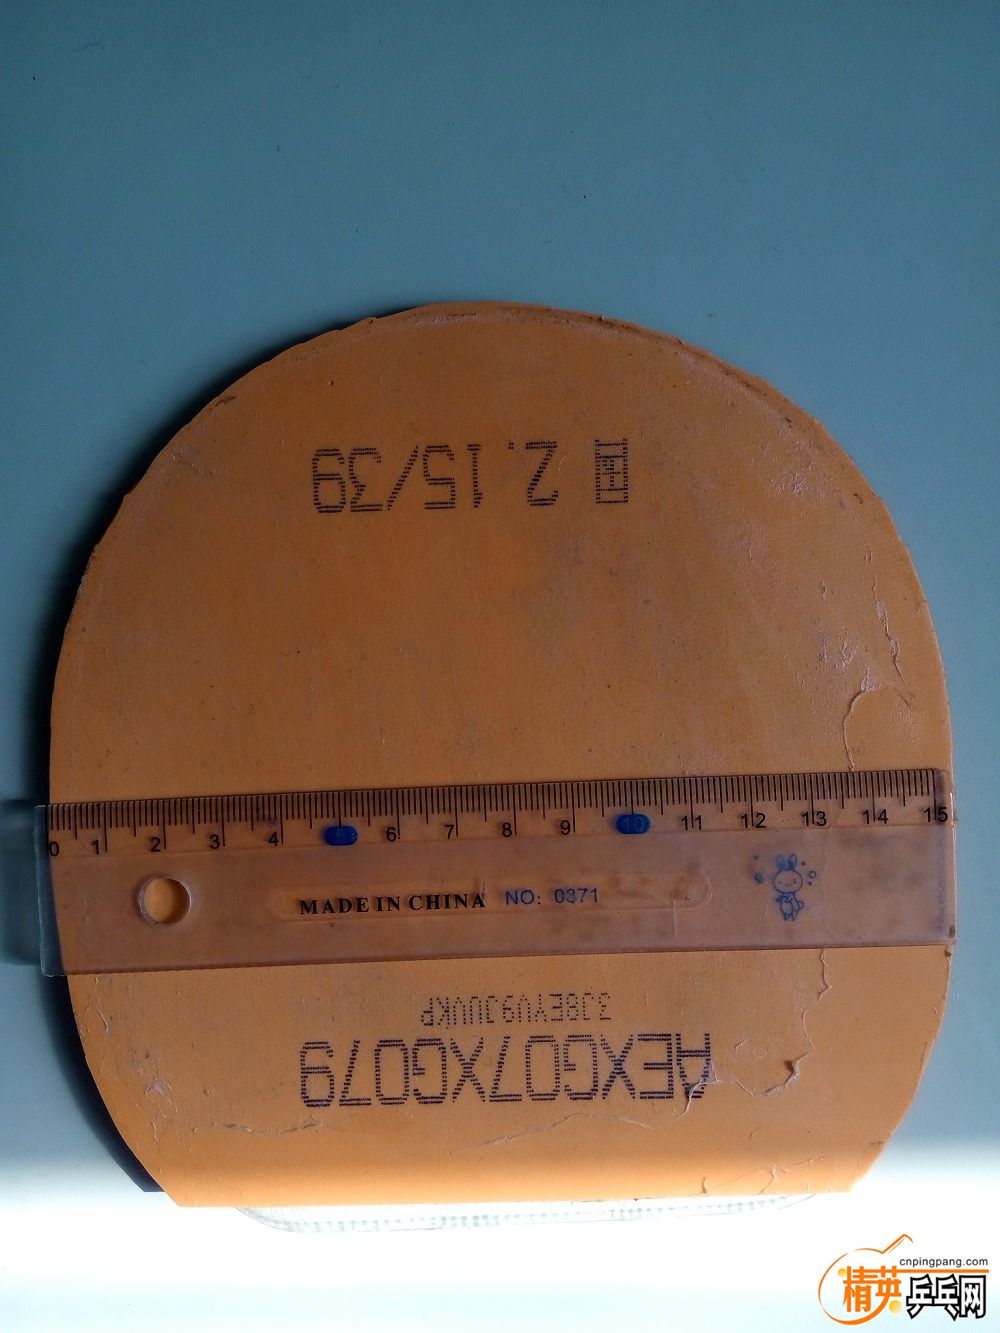 2.15/39
0 1 2 3 4 5 6 7 8 9 10 11 12 13 14 15
MADE IN CHINA NO: 0371
AEXG07XG079
cnpingpang.com
精英乒乓网